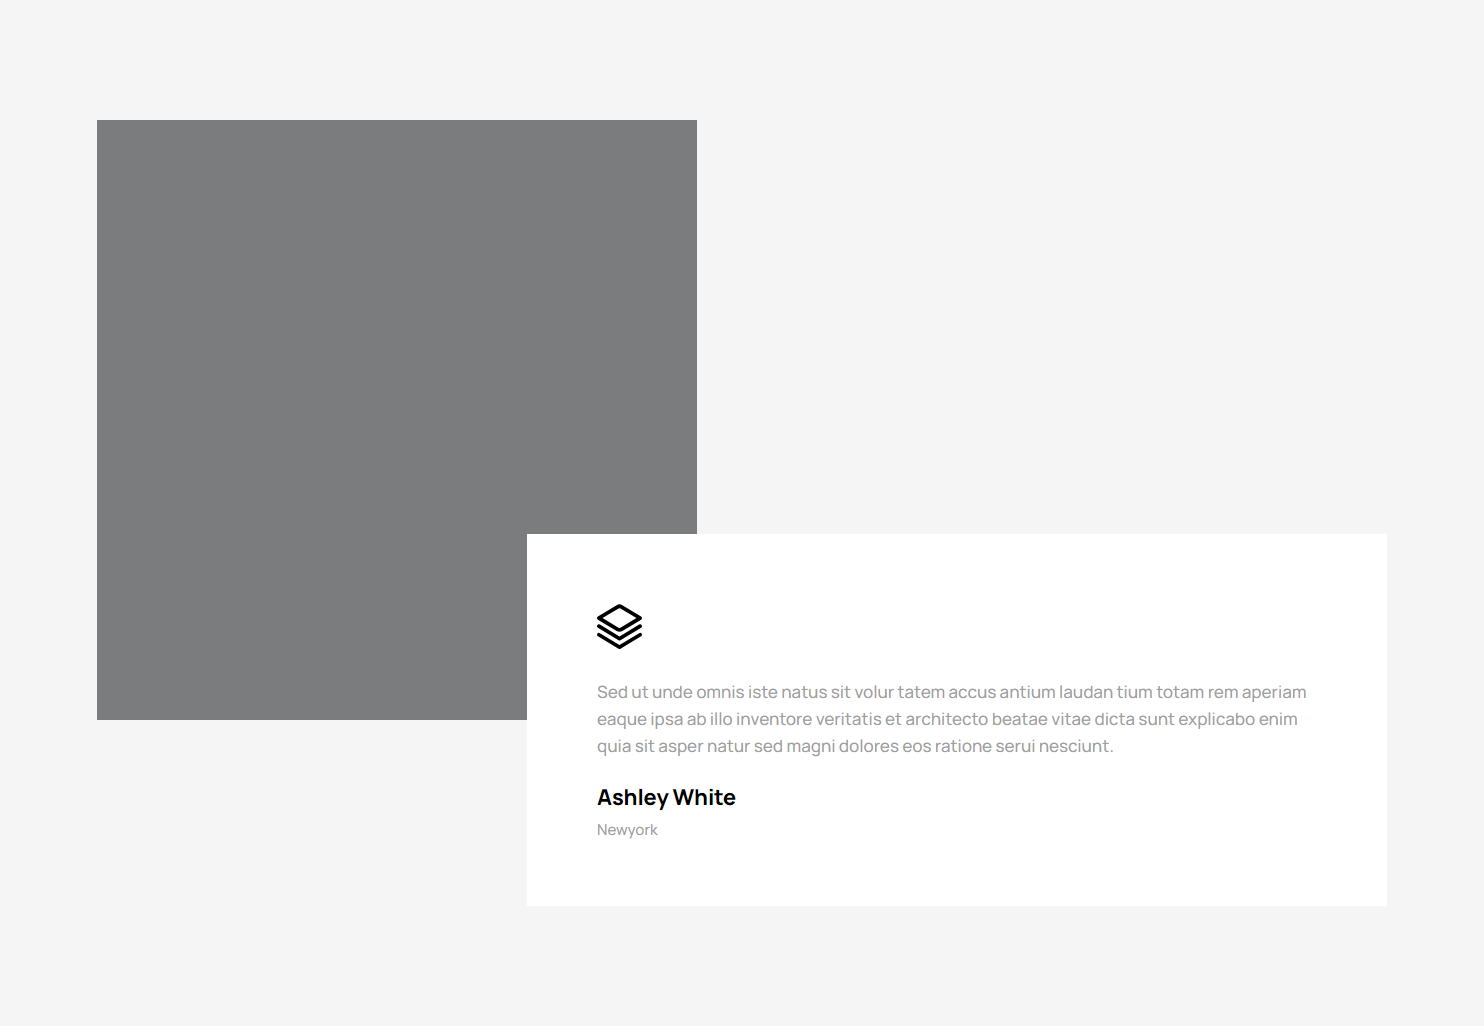 Sed ut unde omnis iste natus sit volur tatem accus antium laudan tium totam rem aperiam
eaque ipsa ab illo inventore veritatis et architecto beatae vitae dicta sunt explicabo enim
quia sit asper natur sed magni dolores eos ratione serui nesciunt.
Ashley White
Newyork